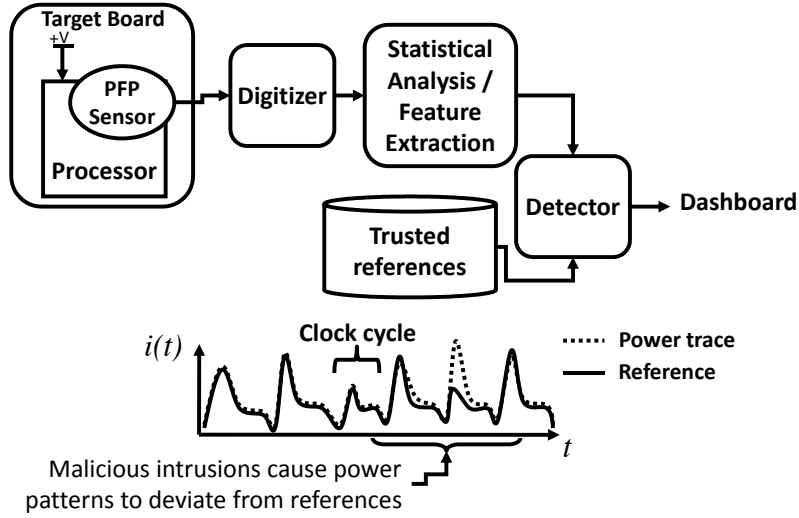 Target Board
+V
PFP
Sensor
Processor
Digitizer
Statistical
Analysis /
Feature
Extraction
Trusted
references
Detector
Dashboard
Clock cycle
i(t)
Power trace
Reference
t
Malicious intrusions cause power
patterns to deviate from references